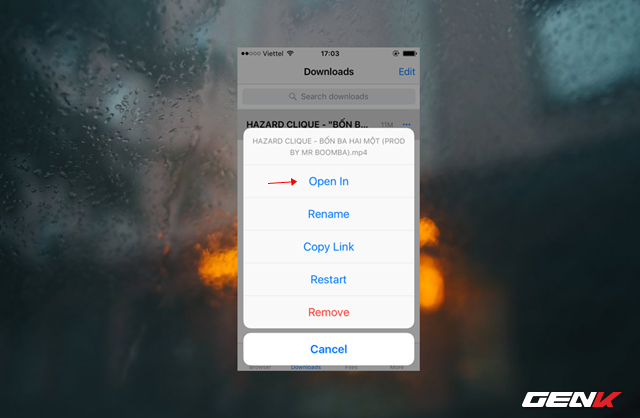 Viettel
17:03
Downloads
Edit
Search downloads
HAZARD CLIQUE - "BỐN B...
11M
HAZARD CLIQUE - BỐN BA HAI MỘT (PROD
BY MR BOOMBA).mp4
Open In
Rename
Copy Link
Restart
Remove
Cancel
Browser
Downloads
Files
More
GENK